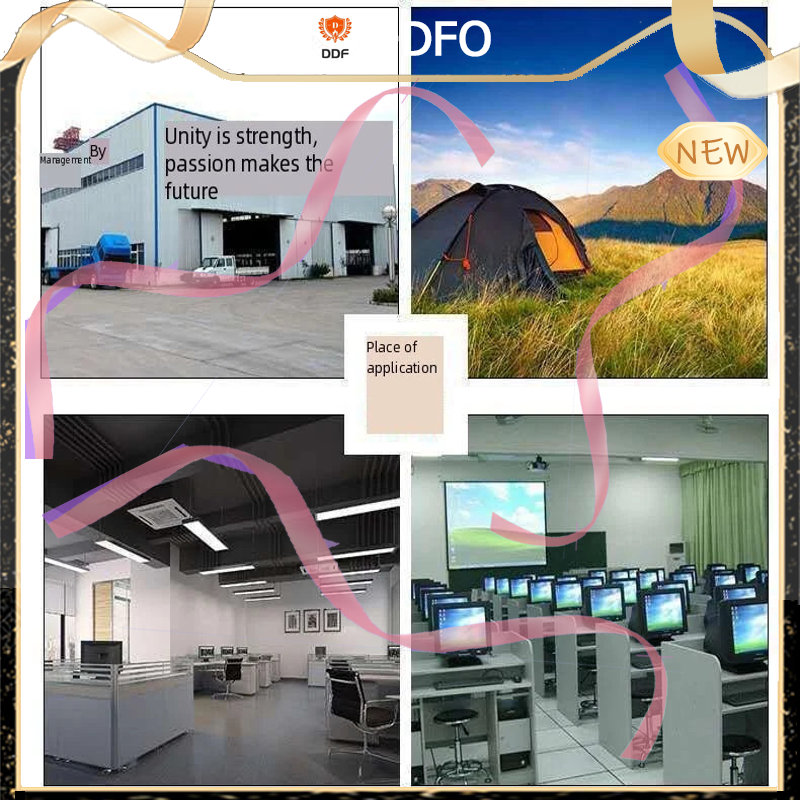 DDF
DFO
NEW
By
Management
Unity is strength,
passion makes the
future
Place of
application